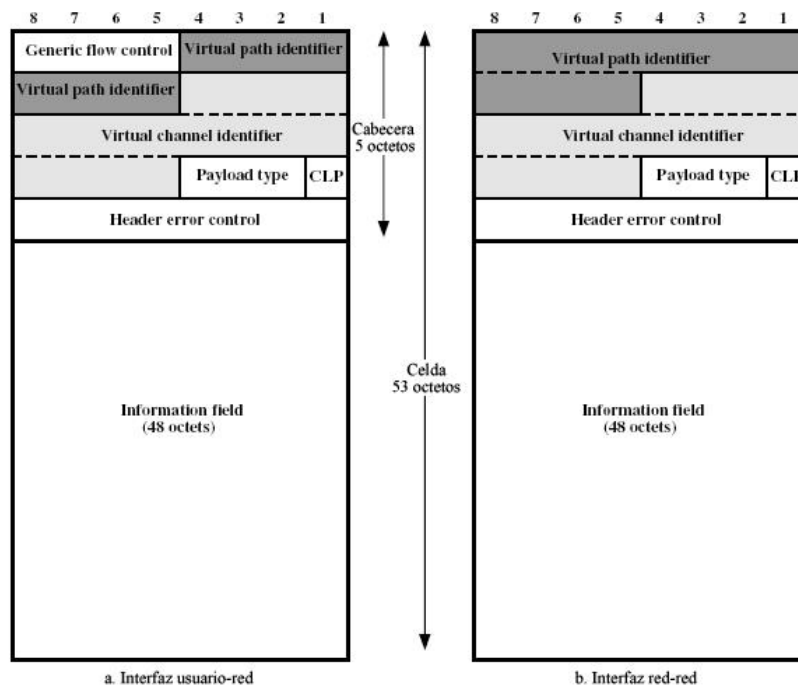 8 7 6 5 4 3 2 1
Generic flow control
Virtual path identifier
Virtual path identifier
Virtual channel identifier
Payload type
CLP
Header error control
Information field
(48 octets)
a. Interfaz usuario-red
Cabecera
5 octetos
Celda
53 octetos
8 7 6 5 4 3 2 1
Virtual path identifier
Virtual channel identifier
Payload type
CLP
Header error control
Information field
(48 octets)
b. Interfaz red-red